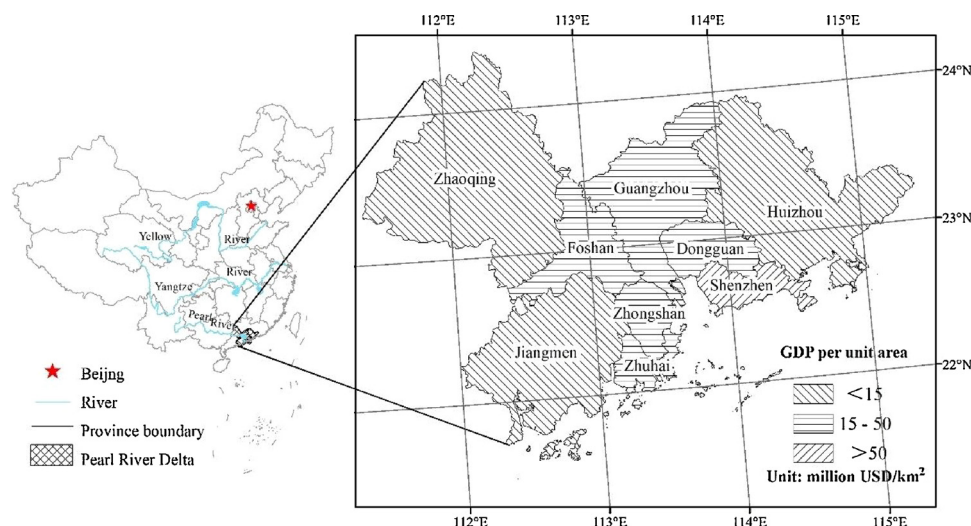 112°E 113°E 114°E 115°E
24°N
Zhaoqing
Guangzhou
Huizhou
23°N
Yellow River
Foshan
Dongguan
River
Yangtze
Shenzhen
Pearl River
Zhongshan
Jiangmen
GDP per unit area
Zhuhai
22°N
Beijng
<15
River
15 - 50
Province boundary
>50
Pearl River Delta
Unit: million USD/km²
112°E 113°E 114°E 115°E